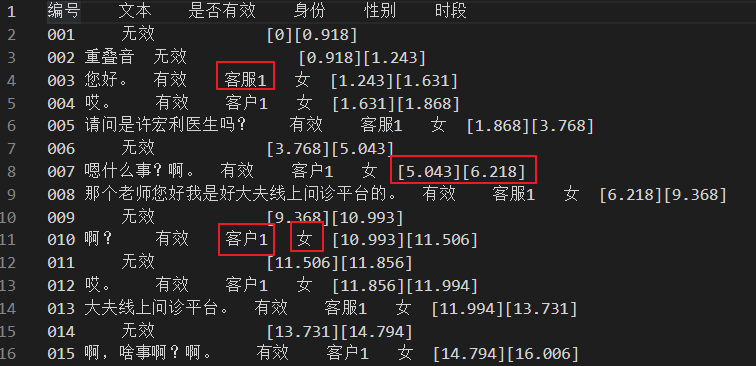 1 编号 文本 是否有效 身份 性别 时段
2 001 无效 [0][0.918]
3 002 重叠音 无效 [0.918][1.243]
4 003 您好。 有效 客服1 女 [1.243][1.631]
5 004 哎。 有效 客户1 女 [1.631][1.868]
6 005 请问是许宏利医生吗? 有效 客服1 女 [1.868][3.768]
7 006 无效 [3.768][5.043]
8 007 嗯什么事?啊。 有效 客户1 女 [5.043][6.218]
9 008 那个老师您好我是好大夫线上问诊平台的。 有效 客服1 女 [6.218][9.368]
10 009 无效 [9.368][10.993]
11 010 啊? 有效 客户1 女 [10.993][11.506]
12 011 无效 [11.506][11.856]
13 012 哎。 有效 客户1 女 [11.856][11.994]
14 013 大夫线上问诊平台。 有效 客服1 女 [11.994][13.731]
15 014 无效 [13.731][14.794]
16 015 啊，啥事啊？啊。 有效 客户1 女 [14.794][16.006]